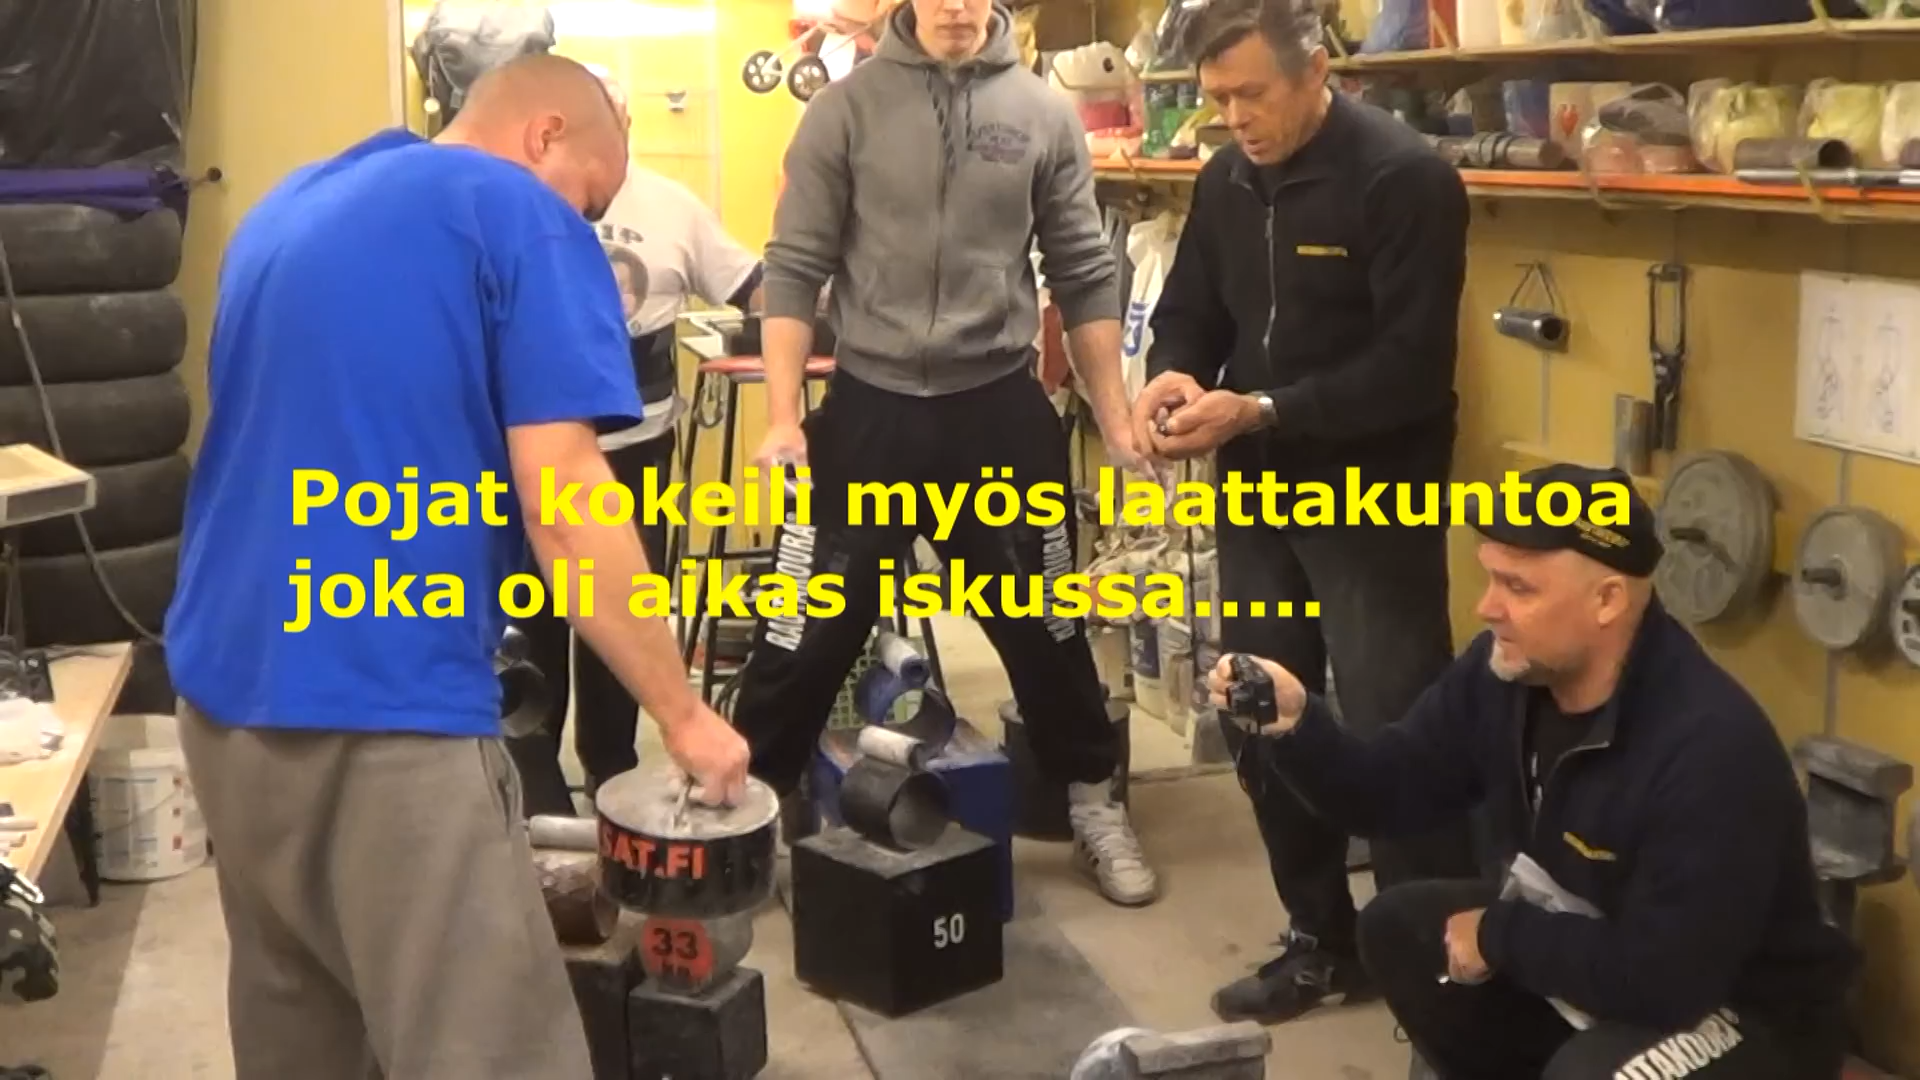 Pojat kokeili myös laattakuntoa
joka oli aikas iskussa.....
SAT.FI
33
50